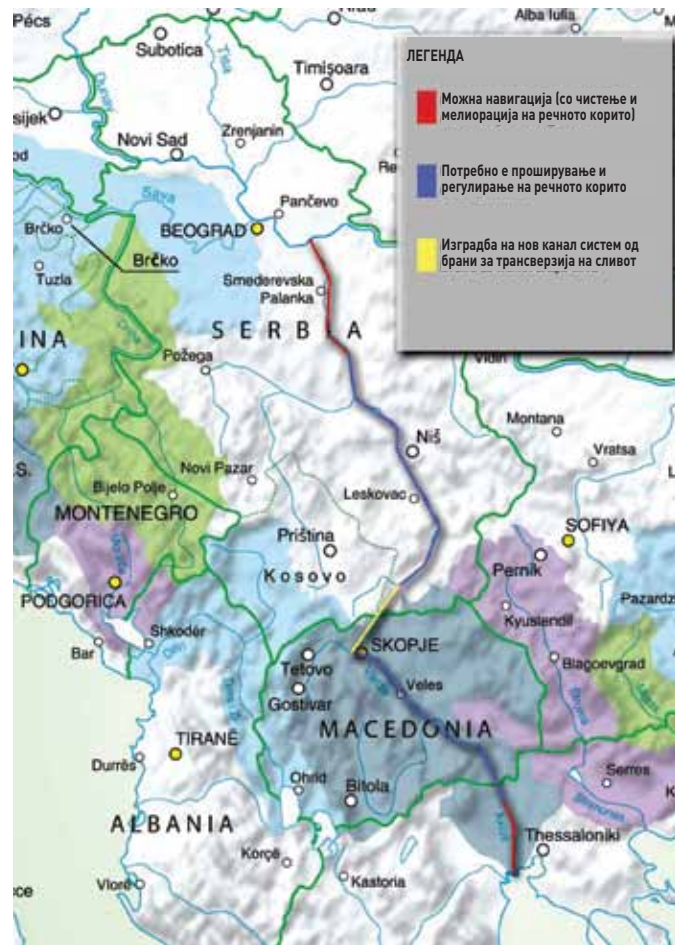 Pécs
Alba Iulia
Subotica
Tisa
Timișoara
ЛЕГЕНДА
Можна навигација (со чистење и
мелиорација на речното корито)
Потребно е проширување и
регулирање на речното корито
Изградба на нов канал систем од
брани за трансверзија на сливот
sijek
Novi Sad
Zrenjanin
Sava
Pančevo
BEOGRAD
Brčko
Brčko
Tuzla
Smederevska
Palanka
INA
SERBIA
Požega
Vidin
Niš
Montana
Vratsa
Novi Pazar
Leskovac
Bijelo Polje
S.
MONTENEGRO
Priština
SOFIYA
Kosovo
Pernik
PODGORICA
Kyustendil
Pazardz
Shkodër
Bar
SKOPJE
Tetovo
Blagoevgrad
Gostivar
Veles
TIRANË
MACEDONIA
Durrës
Serres
Ohrid
Bitola
ALBANIA
Thessaloniki
Korçë
Kastoria
Vlorë
ce